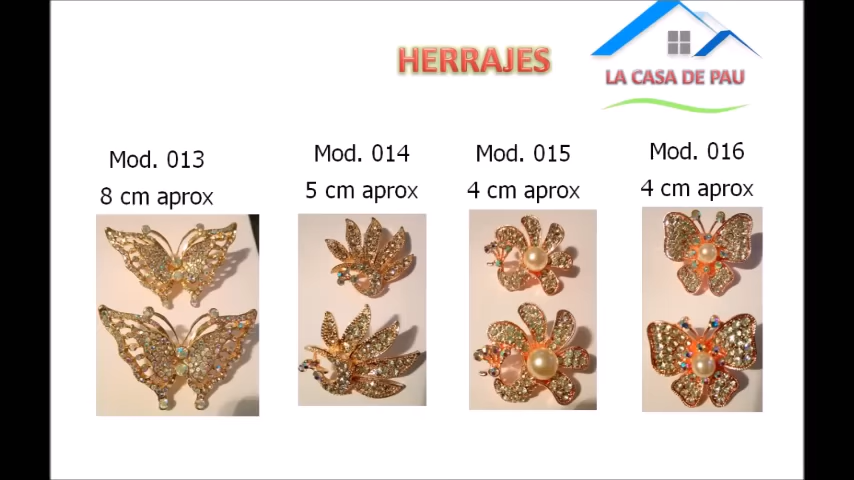 HERRAJES
LA CASA DE PAU
Mod. 013
8 cm aprox
Mod. 014
5 cm aprox
Mod. 015
4 cm aprox
Mod. 016
4 cm aprox